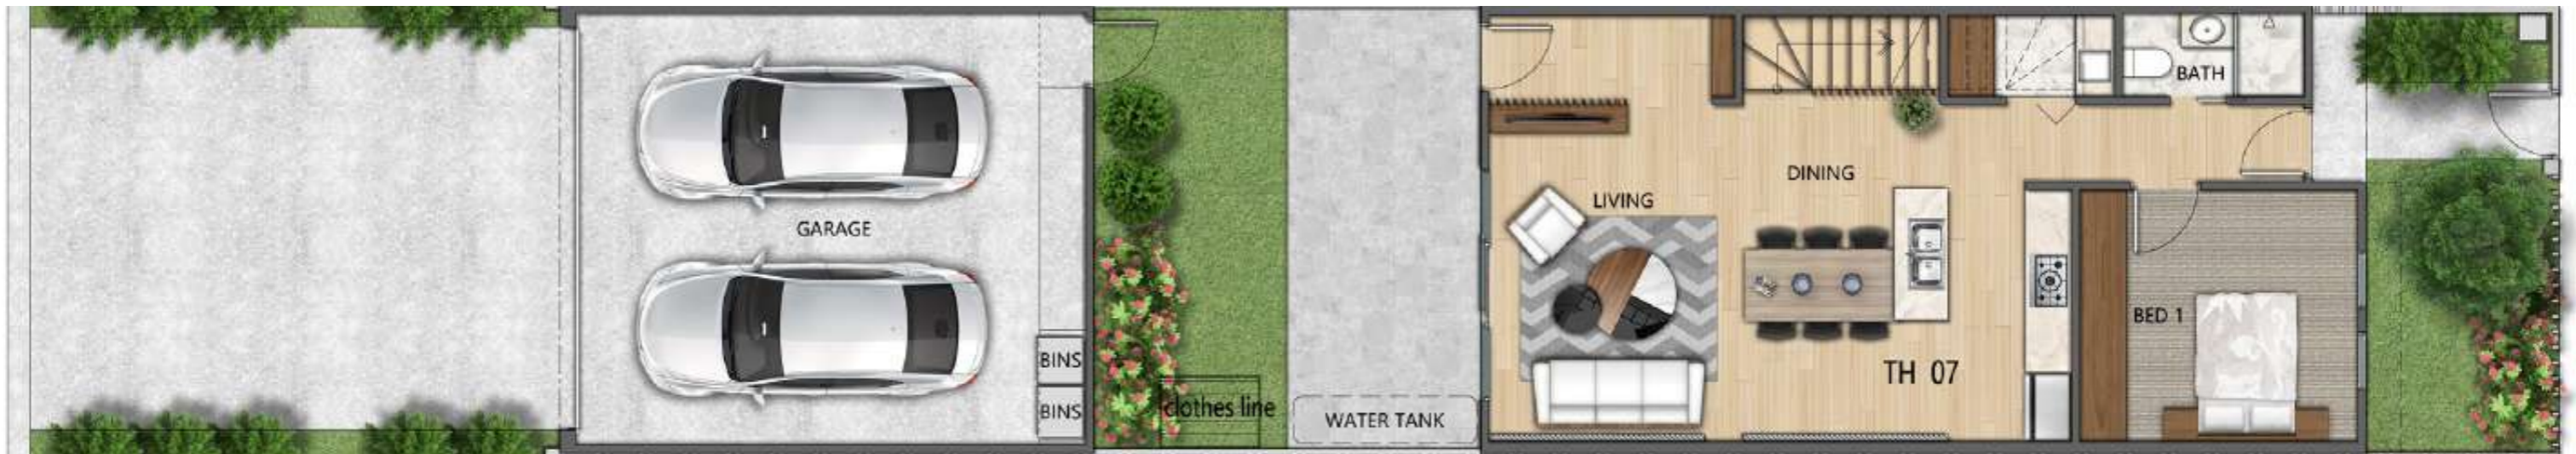 BATH
DINING
LIVING
GARAGE
BED 1
BINS
TH 07
BINS
clothes line
WATER TANK